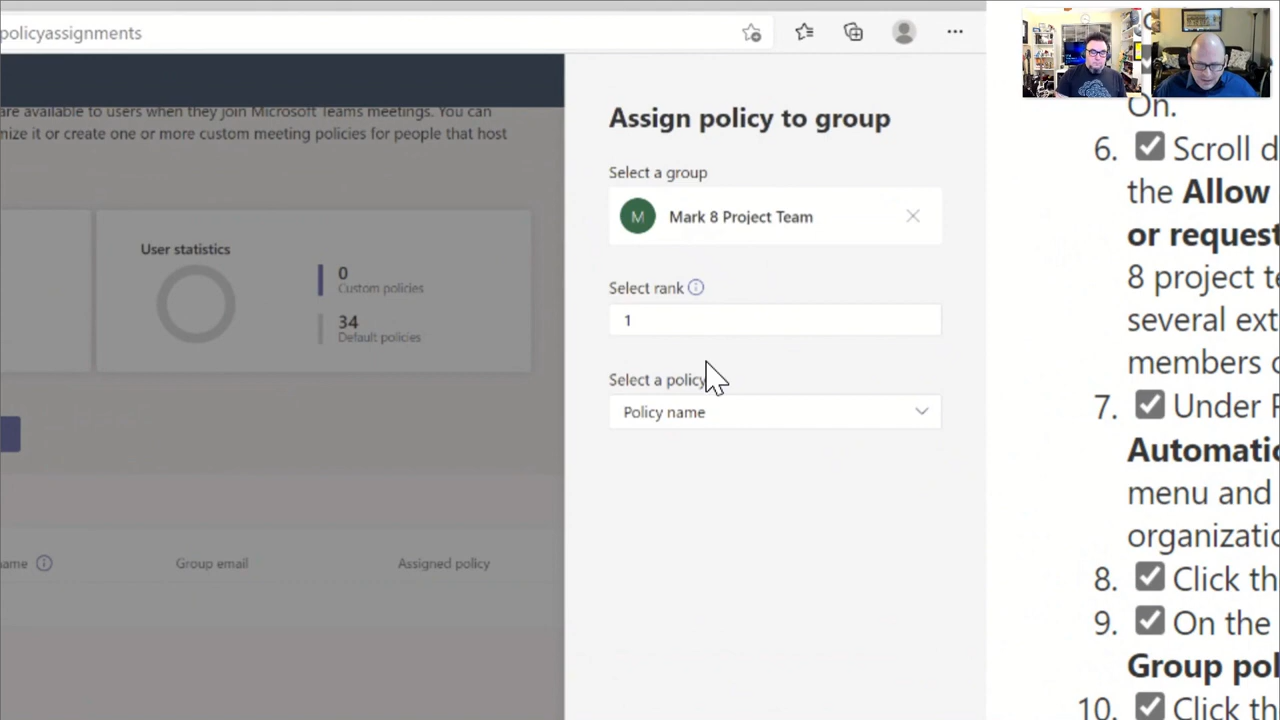 policyassignments
are available to users when they join Microsoft Teams meetings. You can
mize it or create one or more custom meeting policies for people that host
User statistics
0
Custom policies
34
Default policies
ame
Group email
Assigned policy
Assign policy to group
Select a group
M
Mark 8 Project Team
Select rank
1
Select a policy
Policy name
On.
6. Scroll d
the Allow
or request
8 project te
several ext
members o
7. Under P
Automatic
menu and
organizatio
8. Click th
9. On the
Group pol
10. Click th